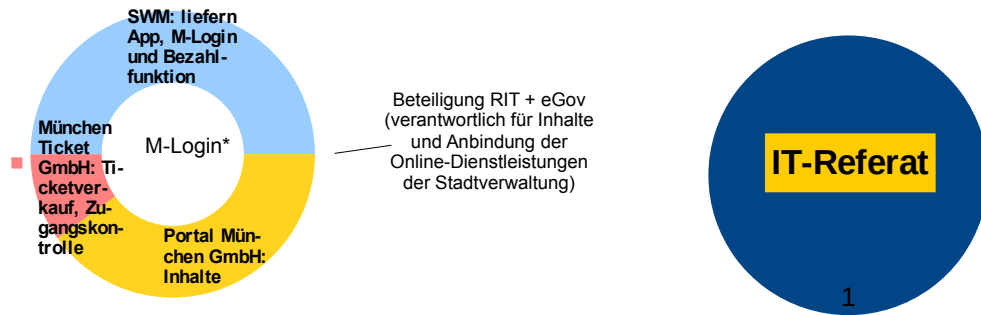 SWM: liefern
App, M-Login
und Bezahl-
funktion
München
Ticket
GmbH: Ti-
cketver-
kauf, Zu-
gangskon-
trolle
M-Login*
Portal Mün-
chen GmbH:
Inhalte
Beteiligung RIT + eGov
(verantwortlich für Inhalte
und Anbindung der
Online-Dienstleistungen
der Stadtverwaltung)
IT-Referat
1